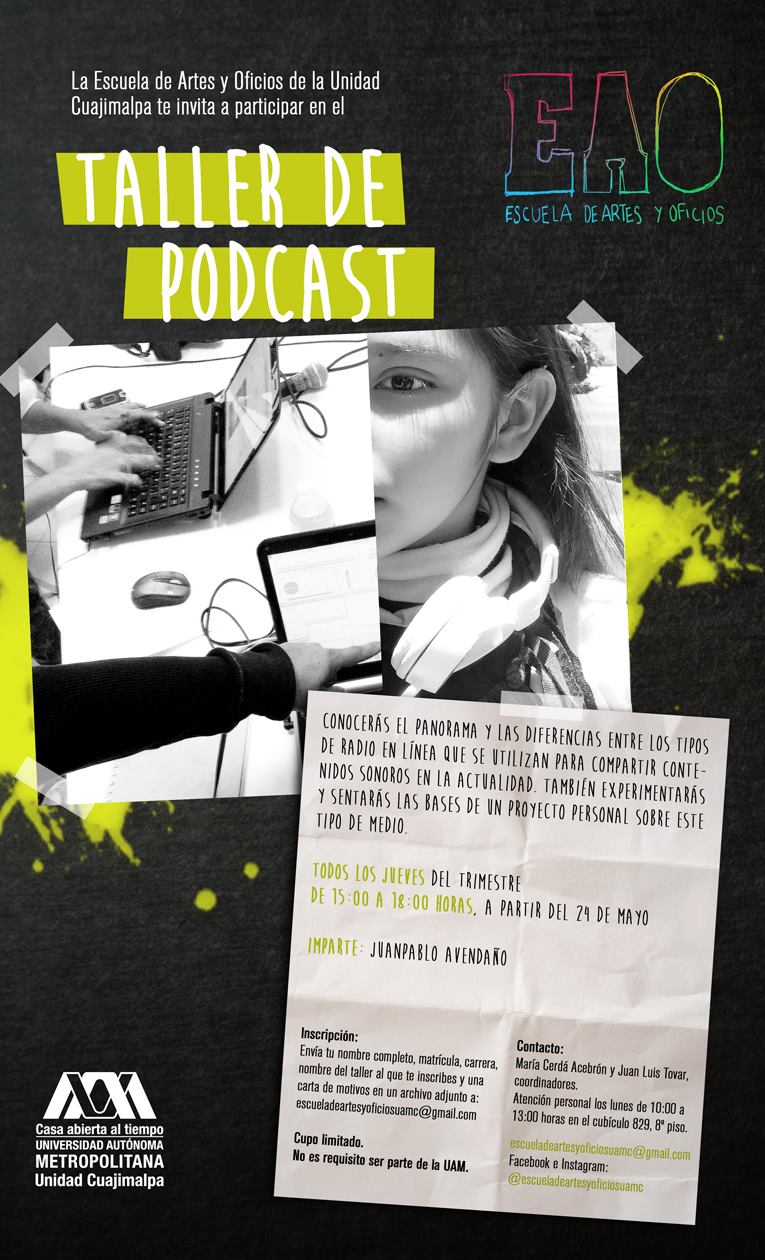 La Escuela de Artes y Oficios de la Unidad
Cuajimalpa te invita a participar en el
TALLER DE
PODCAST
EAO
ESCUELA DE ARTES Y OFICIOS
CONOCERÁS EL PANORAMA Y LAS DIFERENCIAS ENTRE LOS TIPOS
DE RADIO EN LÍNEA QUE SE UTILIZAN PARA COMPARTIR CONTE-
NIDOS SONOROS EN LA ACTUALIDAD. TAMBIÉN EXPERIMENTARÁS
Y SENTARÁS LAS BASES DE UN PROYECTO PERSONAL SOBRE ESTE
TIPO DE MEDIO.
TODOS LOS JUEVES DEL TRIMESTRE
DE 15:00 A 18:00 HORAS, A PARTIR DEL 24 DE MAYO
IMPARTE: JUANPABLO AVENDAÑO
Inscripción:
Envía tu nombre completo, matrícula, carrera,
nombre del taller al que te inscribes y una
carta de motivos en un archivo adjunto a:
escueladeartesyoficiosuamc@gmail.com
Cupo limitado.
No es requisito ser parte de la UAM.
Contacto:
María Cerdá Acebrón y Juan Luis Tovar,
coordinadores.
Atención personal los lunes de 10:00 a
13:00 horas en el cubículo 829, 8º piso.
escueladeartesyoficiosuamc@gmail.com
Facebook e Instagram:
@escueladeartesyoficiosuamc
Casa abierta al tiempo
UNIVERSIDAD AUTÓNOMA
METROPOLITANA
Unidad Cuajimalpa